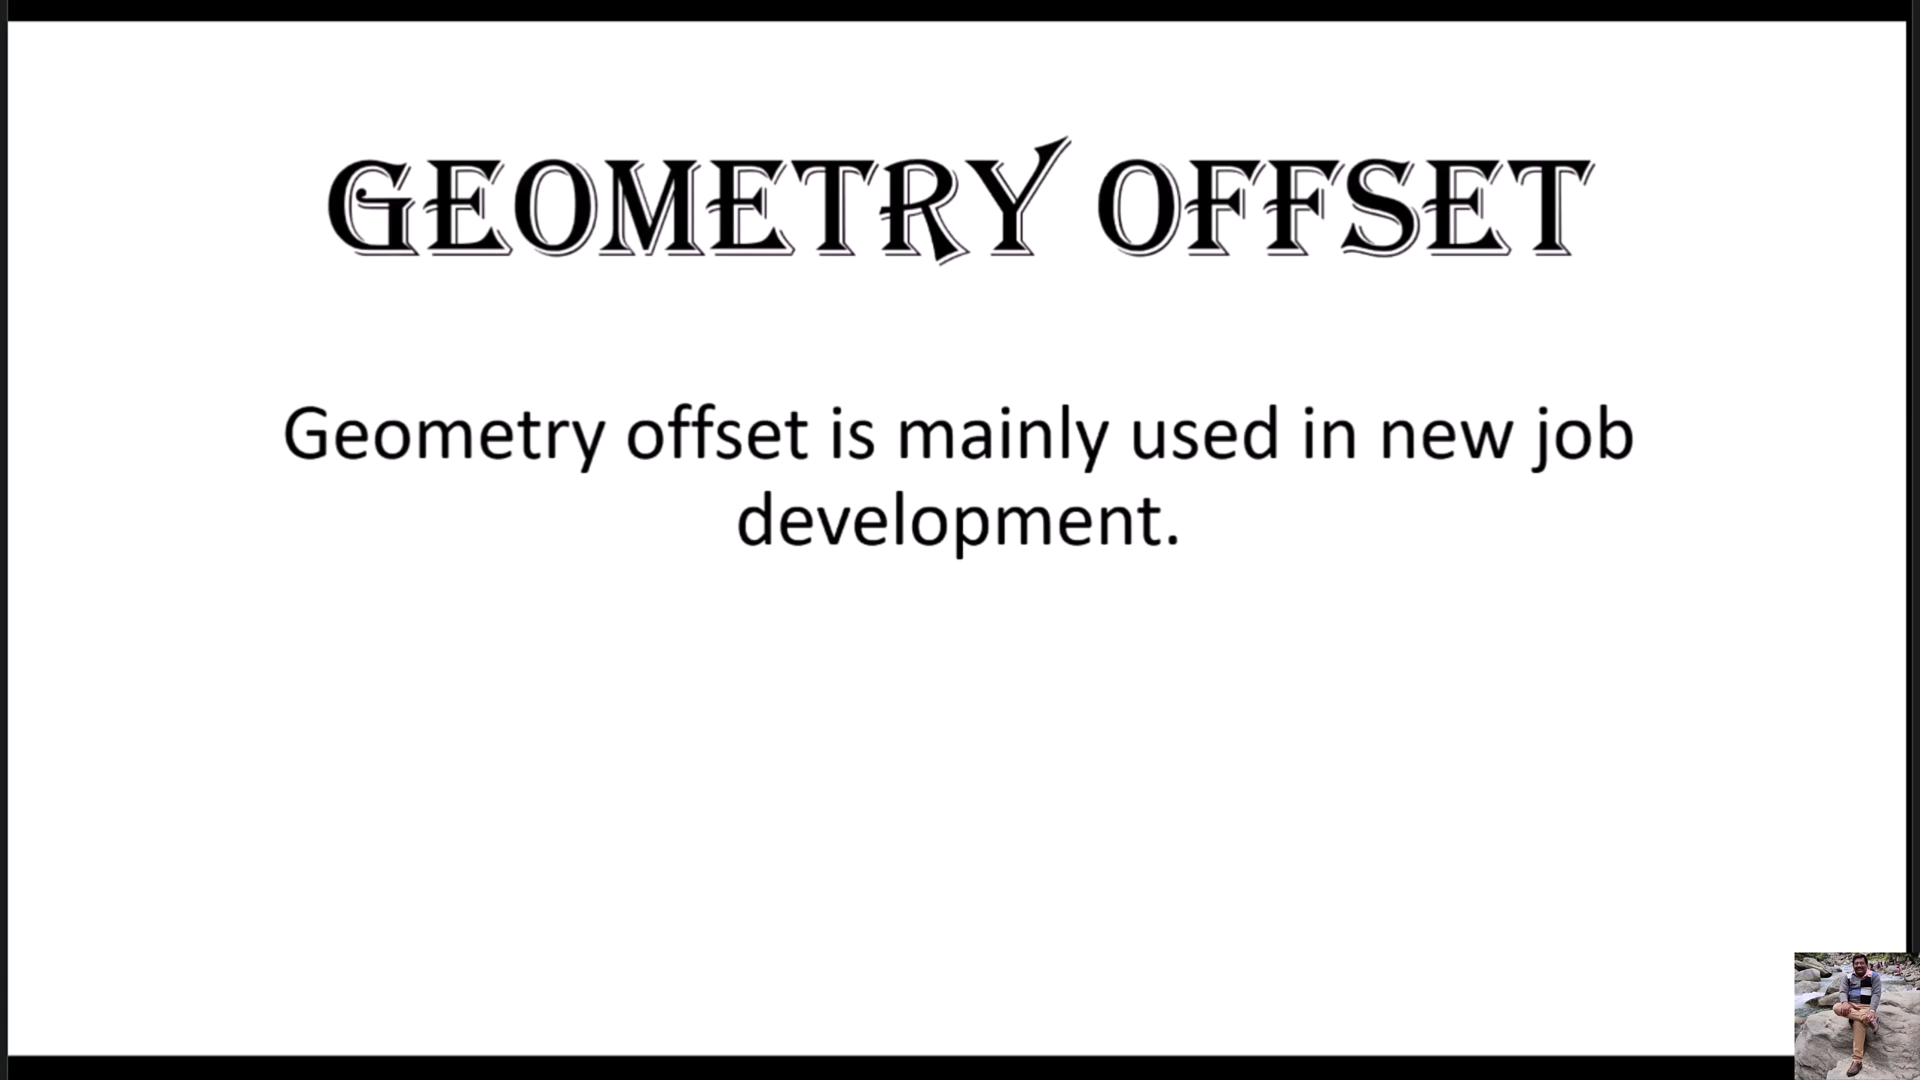 GEOMETRY OFFSET
Geometry offset is mainly used in new job
development.